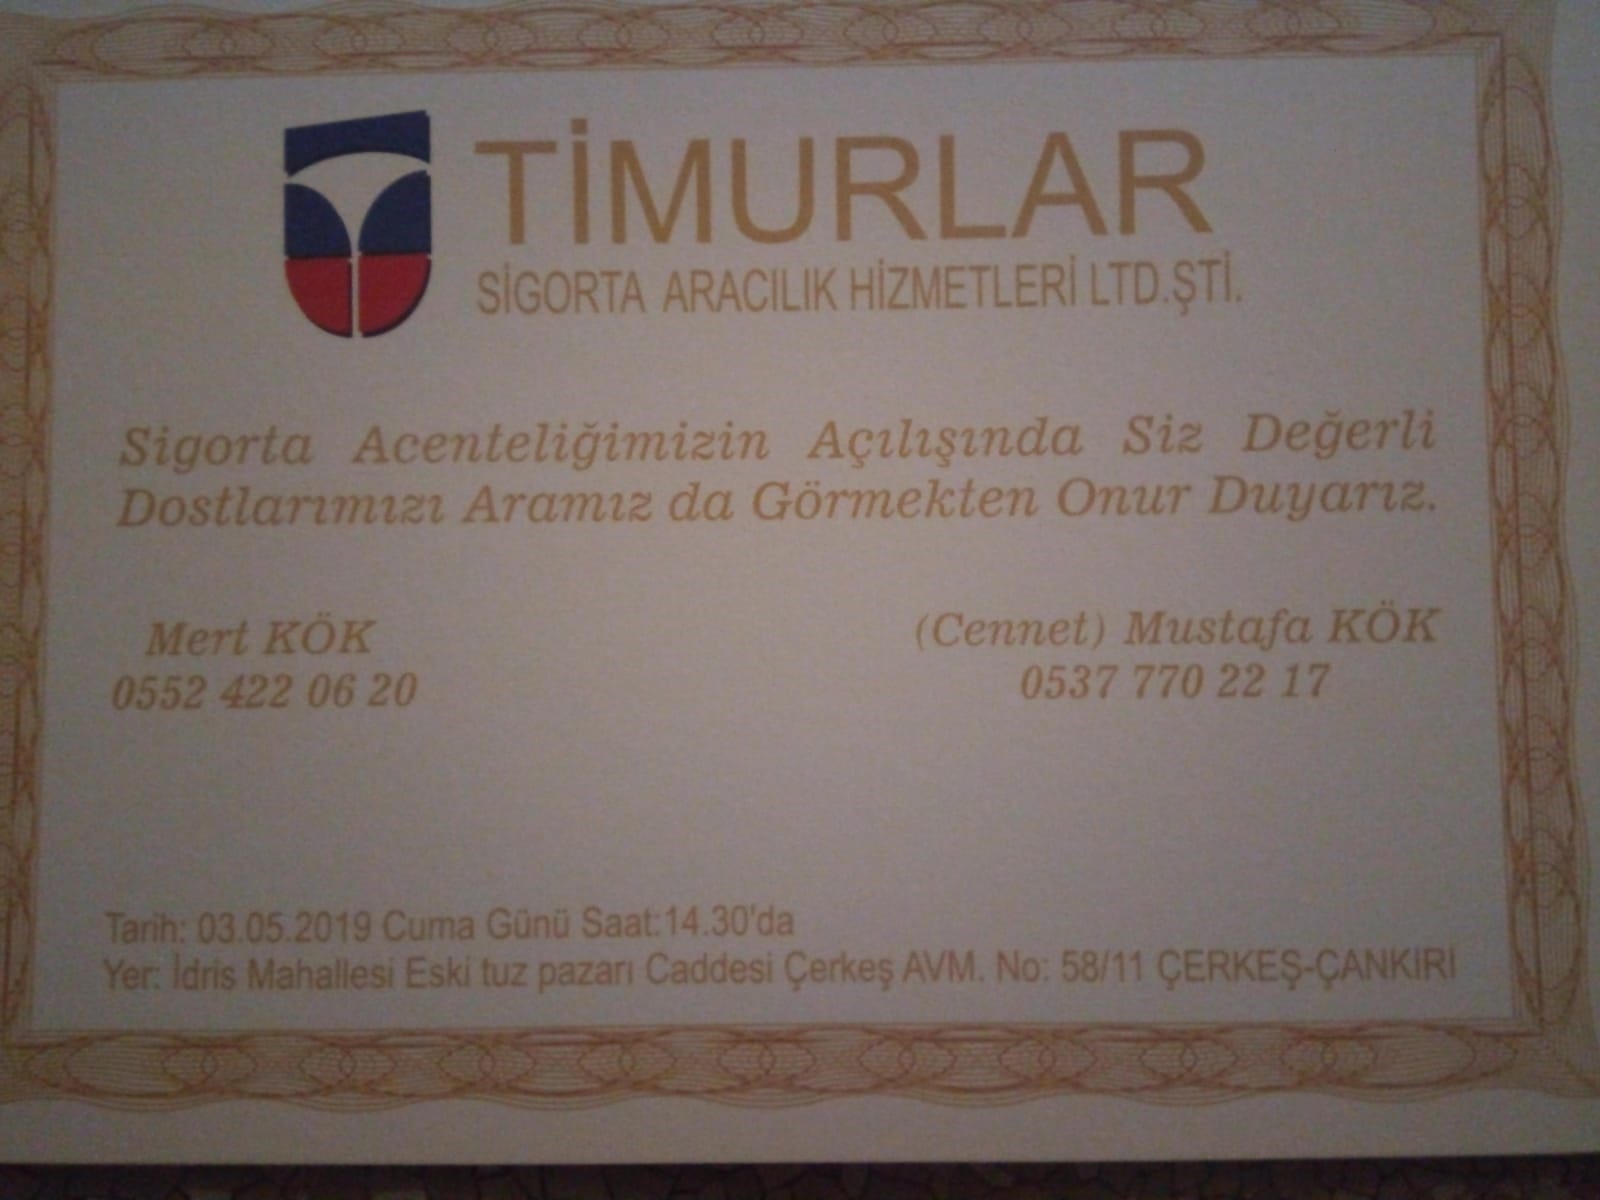 TİMURLAR
SİGORTA ARACILIK HİZMETLERİ LTD.ŞTİ.
Sigorta Acenteliğimizin Açılışında Siz Değerli
Dostlarımızı Aramız da Görmekten Onur Duyarız.
Mert KÖK
0552 422 06 20
(Cennet) Mustafa KÖK
0537 770 22 17
Tarih: 03.05.2019 Cuma Günü Saat:14.30'da
Yer: İdris Mahallesi Eski tuz pazarı Caddesi Çerkeş AVM. No: 58/11 ÇERKEŞ-ÇANKIRI